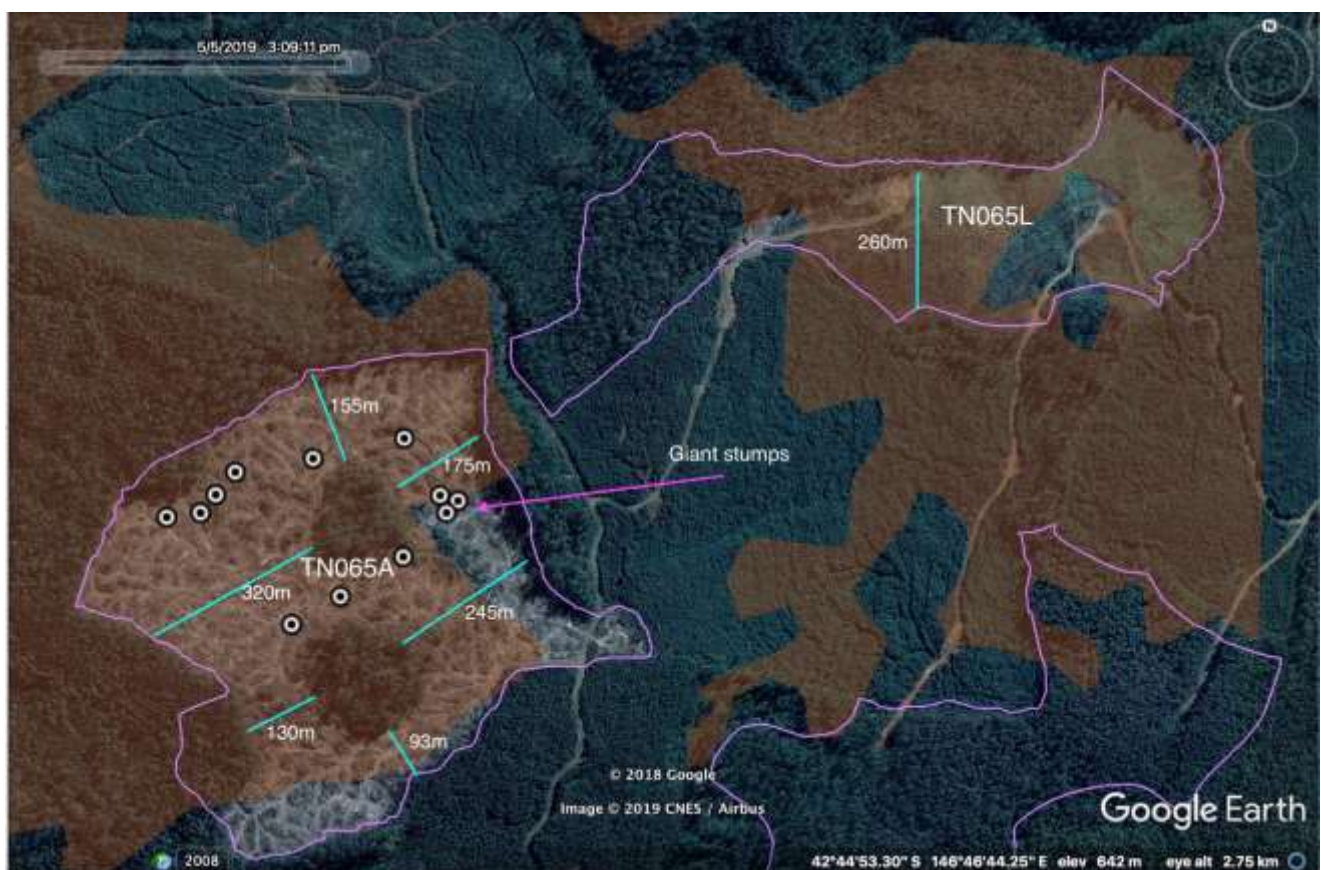 5/5/2019 3:09:11 pm
N
TN065L
260m
155m
175m
Giant stumps
TN065A
320m
245m
130m
93m
© 2018 Google
Image © 2019 CNES / Airbus
Google Earth
2008
42°44'53.30" S 146°46'44.25" E elev 642 m eye alt 2.75 km